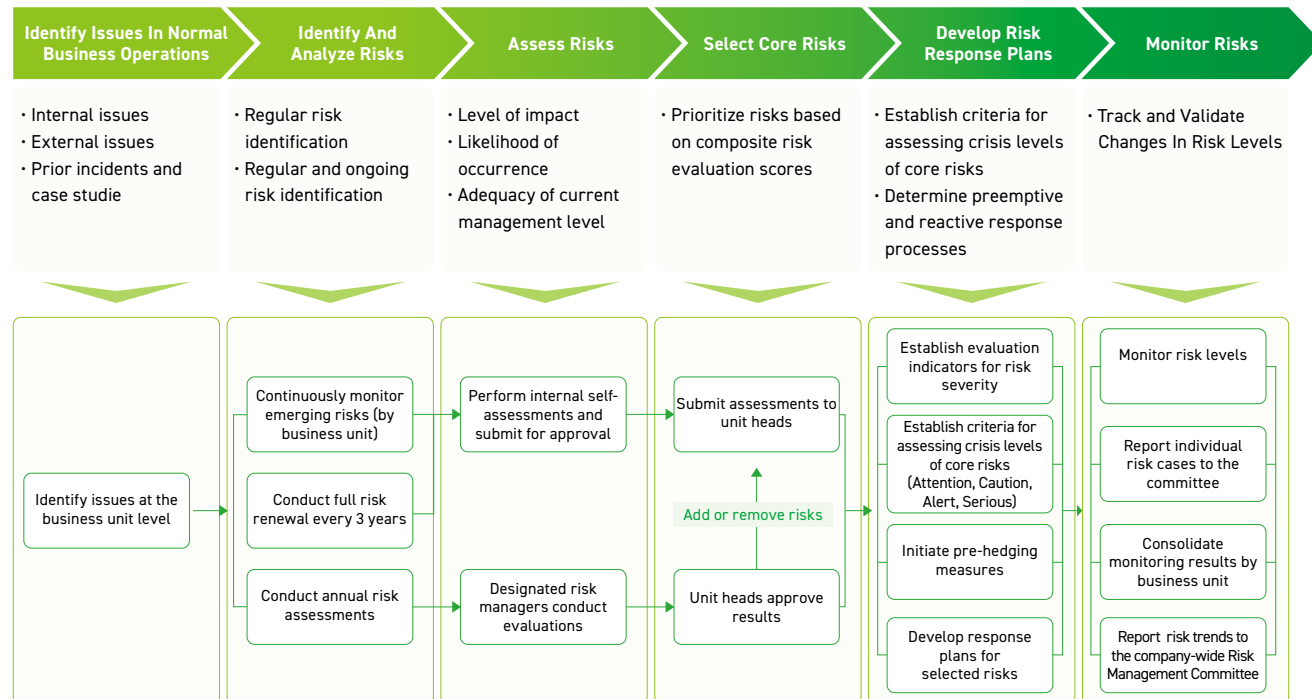 Identify Issues In Normal
Business Operations
Identify And
Analyze Risks
Assess Risks
Select Core Risks
Develop Risk
Response Plans
Monitor Risks
· Internal issues
· External issues
· Prior incidents and
case studie
· Regular risk
identification
· Regular and ongoing
risk identification
· Level of impact
· Likelihood of
occurrence
· Adequacy of current
management level
· Prioritize risks based
on composite risk
evaluation scores
· Establish criteria for
assessing crisis levels
of core risks
· Determine preemptive
and reactive response
processes
· Track and Validate
Changes In Risk Levels
Identify issues at the
business unit level
Continuously monitor
emerging risks (by
business unit)
Conduct full risk
renewal every 3 years
Conduct annual risk
assessments
Perform internal self-
assessments and
submit for approval
Designated risk
managers conduct
evaluations
Submit assessments to
unit heads
Add or remove risks
Unit heads approve
results
Establish evaluation
indicators for risk
severity
Establish criteria for
assessing crisis levels
of core risks
(Attention, Caution,
Alert, Serious)
Initiate pre-hedging
measures
Develop response
plans for
selected risks
Monitor risk levels
Report individual
risk cases to the
committee
Consolidate
monitoring results by
business unit
Report risk trends to
the company-wide Risk
Management Committee